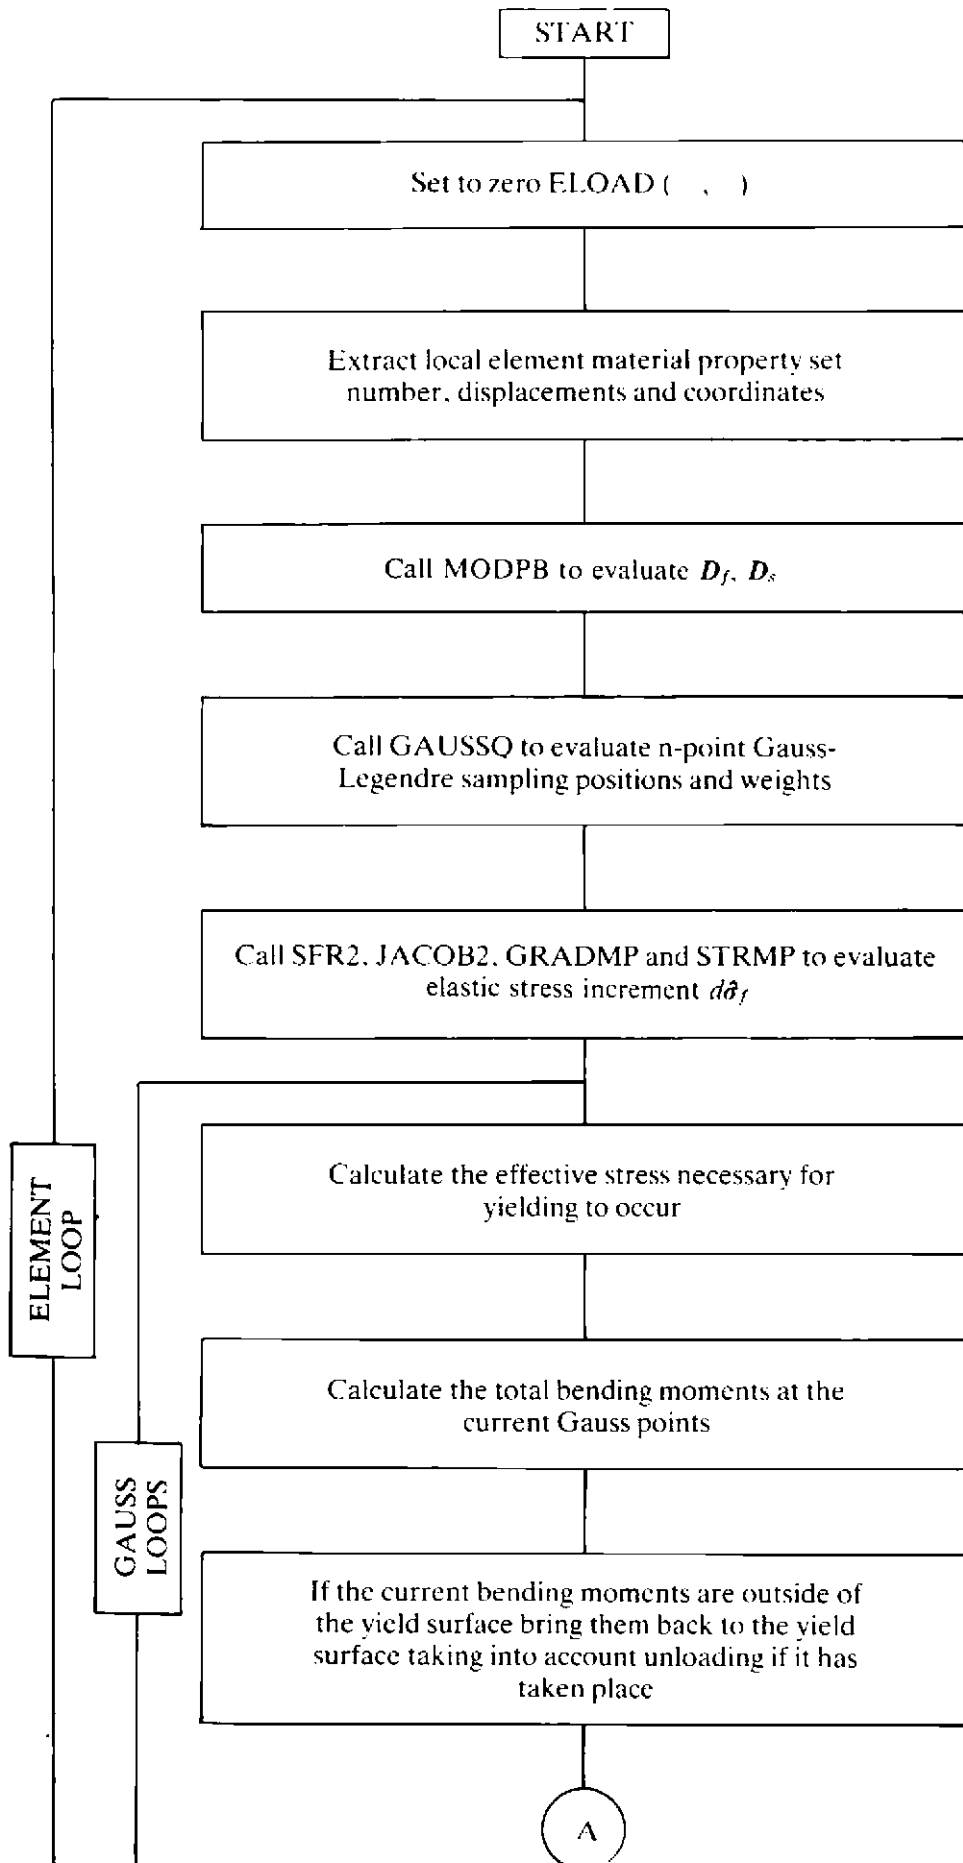 START
Set to zero ELOAD ( , )
Extract local element material property set
number, displacements and coordinates
Call MODPB to evaluate D_f, D_s
Call GAUSSQ to evaluate n-point Gauss-
Legendre sampling positions and weights
Call SFR2, JACOB2, GRADMP and STRMP to evaluate
elastic stress increment dσ̂_f
Calculate the effective stress necessary for
yielding to occur
ELEMENT
LOOP
Calculate the total bending moments at the
current Gauss points
GAUSS
LOOPS
If the current bending moments are outside of
the yield surface bring them back to the yield
surface taking into account unloading if it has
taken place
A